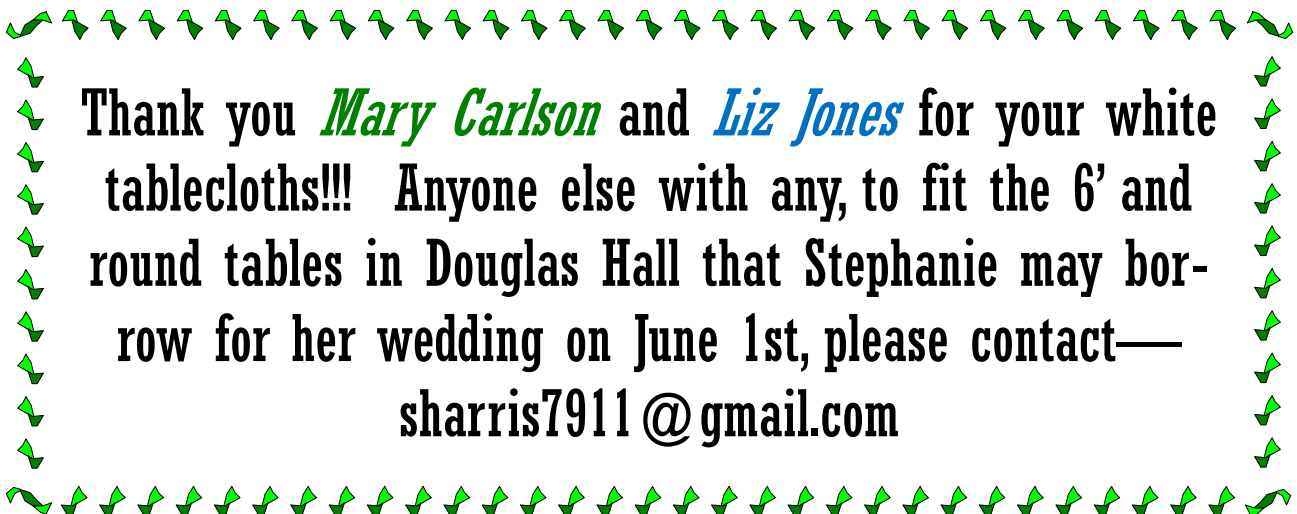 Thank you Mary Carlson and Liz Jones for your white
tablecloths!!! Anyone else with any, to fit the 6’ and
round tables in Douglas Hall that Stephanie may bor-
row for her wedding on June 1st, please contact—
sharris7911@gmail.com